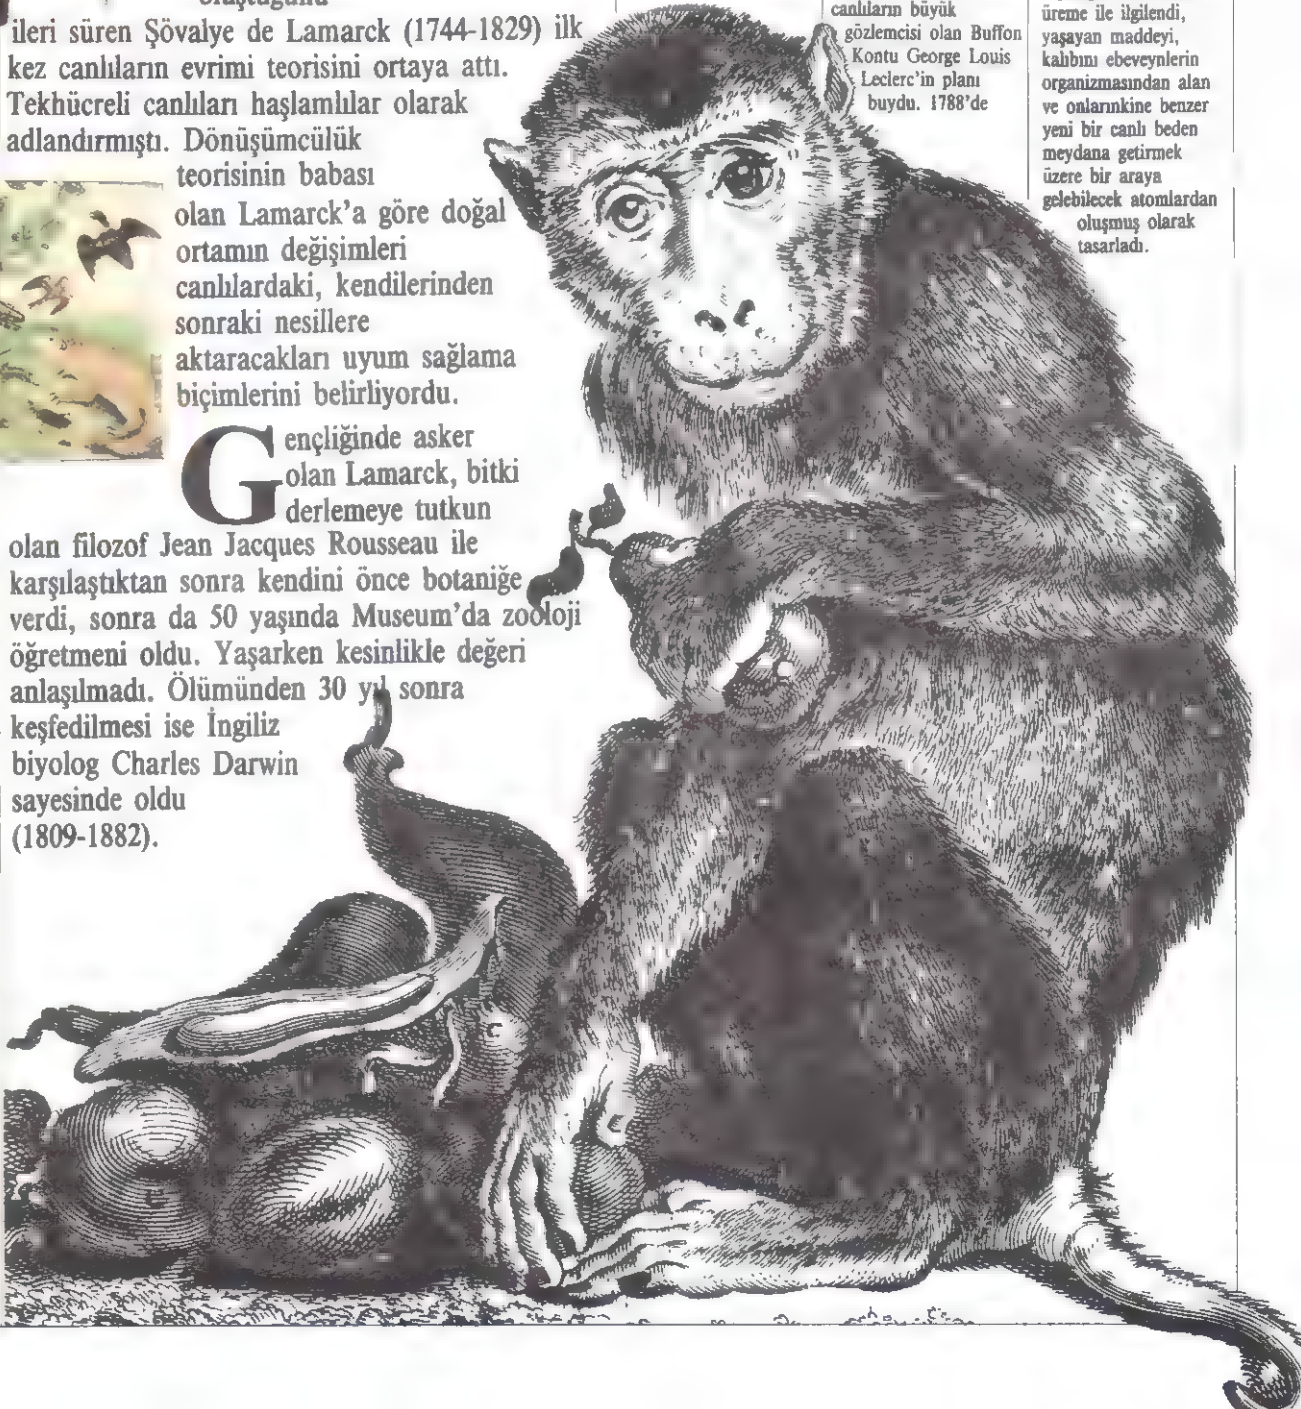 oluştuğunu
ileri süren Şövalye de Lamarck (1744-1829) ilk
kez canlıların evrimi teorisini ortaya attı.
Tekhücreli canlıları haşlamlılar olarak
adlandırmıştı. Dönüşümcülük
teorisinin babası
olan Lamarck'a göre doğal
ortamın değişimleri
canlılardaki, kendilerinden
sonraki nesillere
aktaracakları uyum sağlama
biçimlerini belirliyordu.
Gençliğinde asker
olan Lamarck, bitki
derlemeye tutkun
olan filozof Jean Jacques Rousseau ile
karşılaştıktan sonra kendini önce botaniğe
verdi, sonra da 50 yaşında Museum'da zooloji
öğretmeni oldu. Yaşarken kesinlikle değeri
anlaşılmadı. Ölümünden 30 yıl sonra
keşfedilmesi ise İngiliz
biyolog Charles Darwin
sayesinde oldu
(1809-1882).
canlıların büyük
gözlemcisi olan Buffon
Kontu George Louis
Leclerc'in planı
buydu. 1788'de
üreme ile ilgilendi,
yaşayan maddeyi,
kalıbını ebeveynlerin
organizmasından alan
ve onlarınkine benzer
yeni bir canlı beden
meydana getirmek
üzere bir araya
gelebilecek atomlardan
oluşmuş olarak
tasarladı.